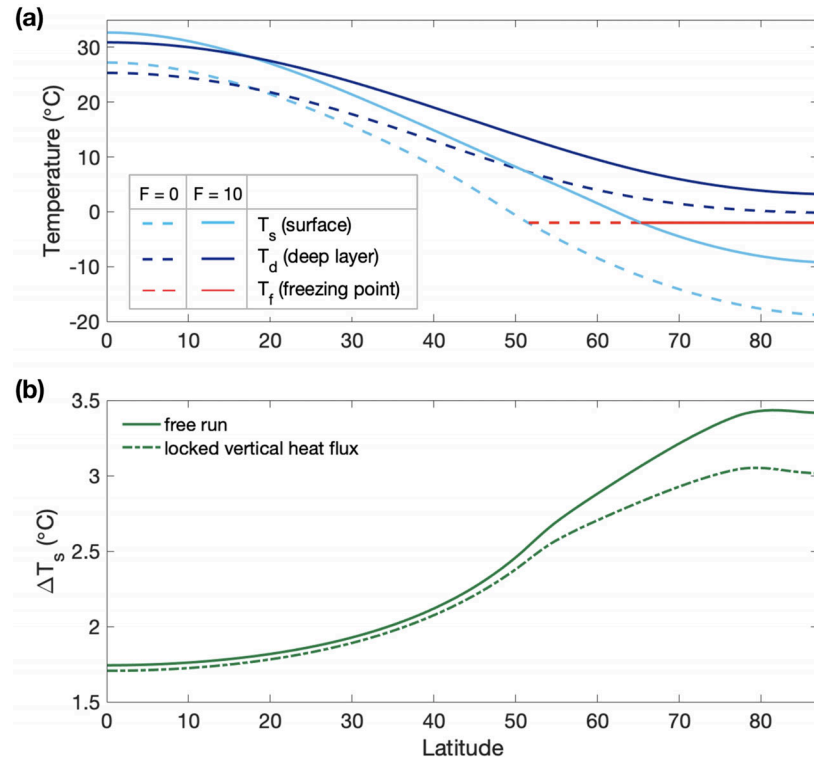 (a)
30
20
10
0
-10
-20
Temperature (°C)
F = 0 F = 10
T_s (surface)
T_d (deep layer)
T_f (freezing point)
0 10 20 30 40 50 60 70 80
(b)
3.5
3
2.5
2
1.5
ΔT_s (°C)
free run
locked vertical heat flux
0 10 20 30 40 50 60 70 80
Latitude